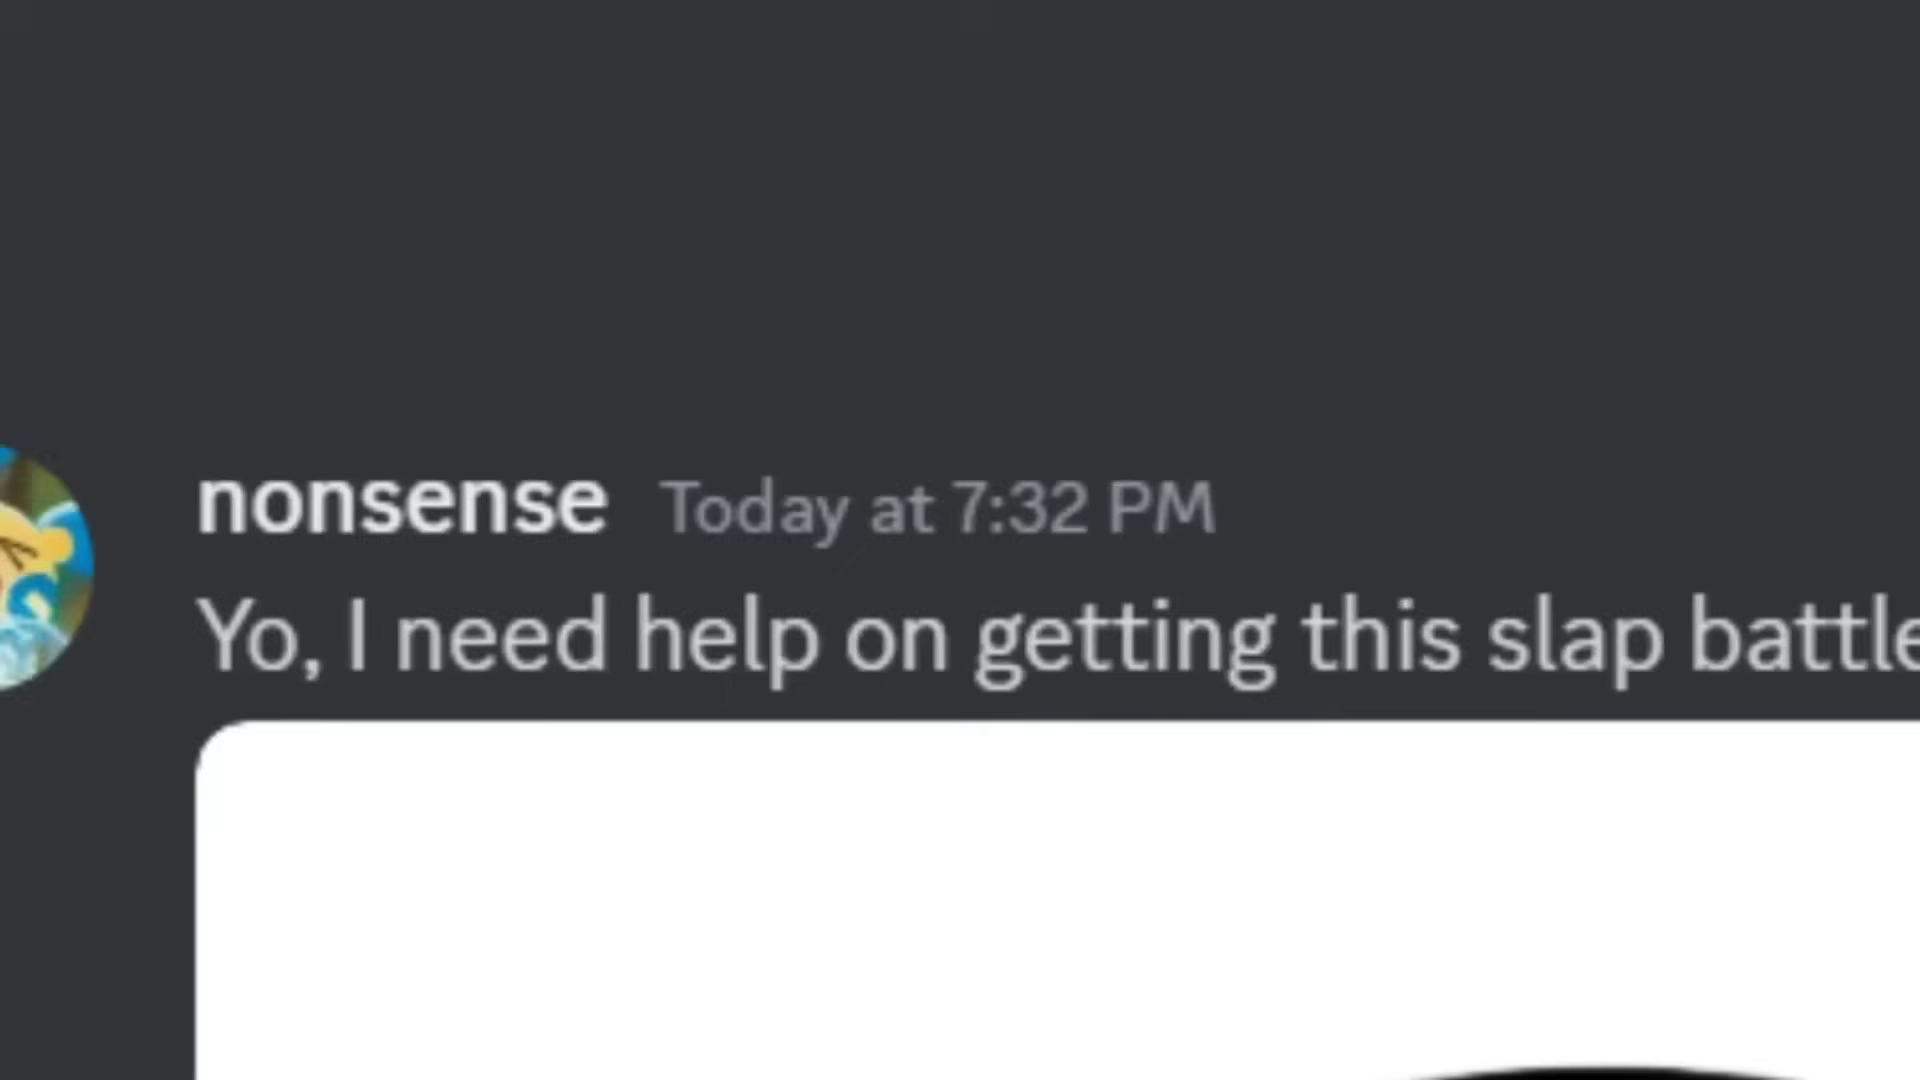 nonsense Today at 7:32 PM
Yo, I need help on getting this slap battle